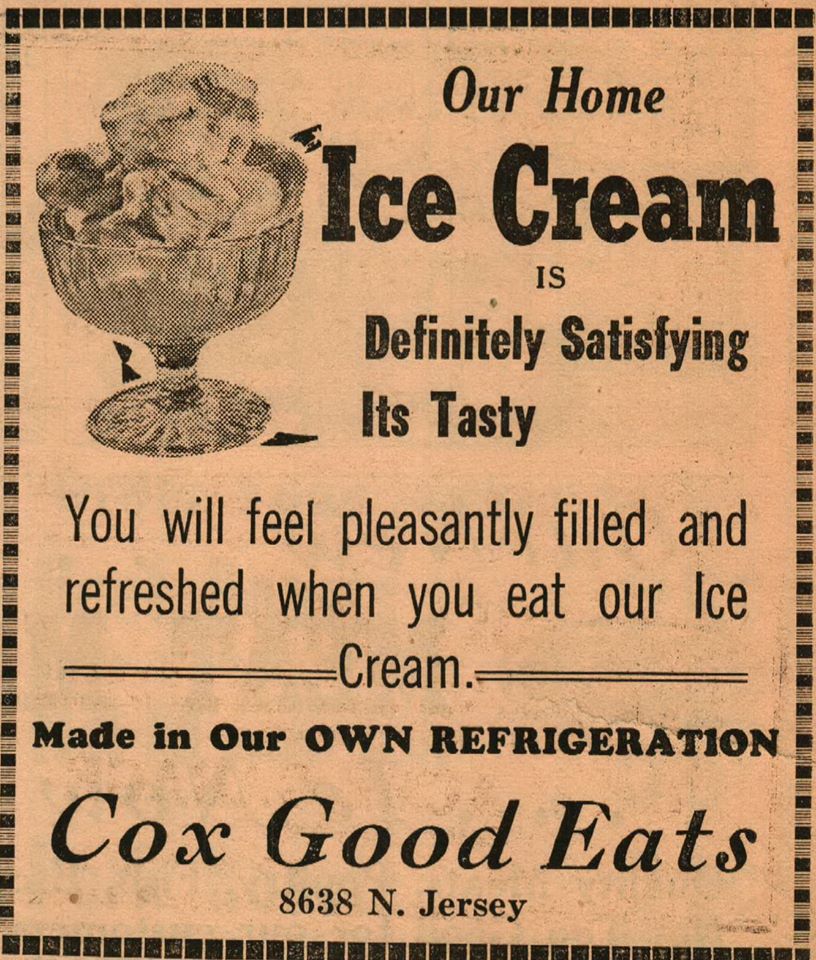 Our Home
Ice Cream
IS
Definitely Satisfying
Its Tasty
You will feel pleasantly filled and
refreshed when you eat our Ice
Cream.
Made in Our OWN REFRIGERATION
Cox Good Eats
8638 N. Jersey